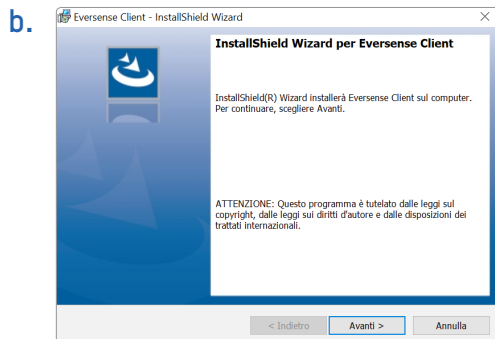 b.
Eversense Client - InstallShield Wizard
InstallShield Wizard per Eversense Client
InstallShield(R) Wizard installerà Eversense Client sul computer.
Per continuare, scegliere Avanti.
ATTENZIONE: Questo programma è tutelato dalle leggi sul
copyright, dalle leggi sui diritti d'autore e dalle disposizioni dei
trattati internazionali.
< Indietro
Avanti >
Annulla